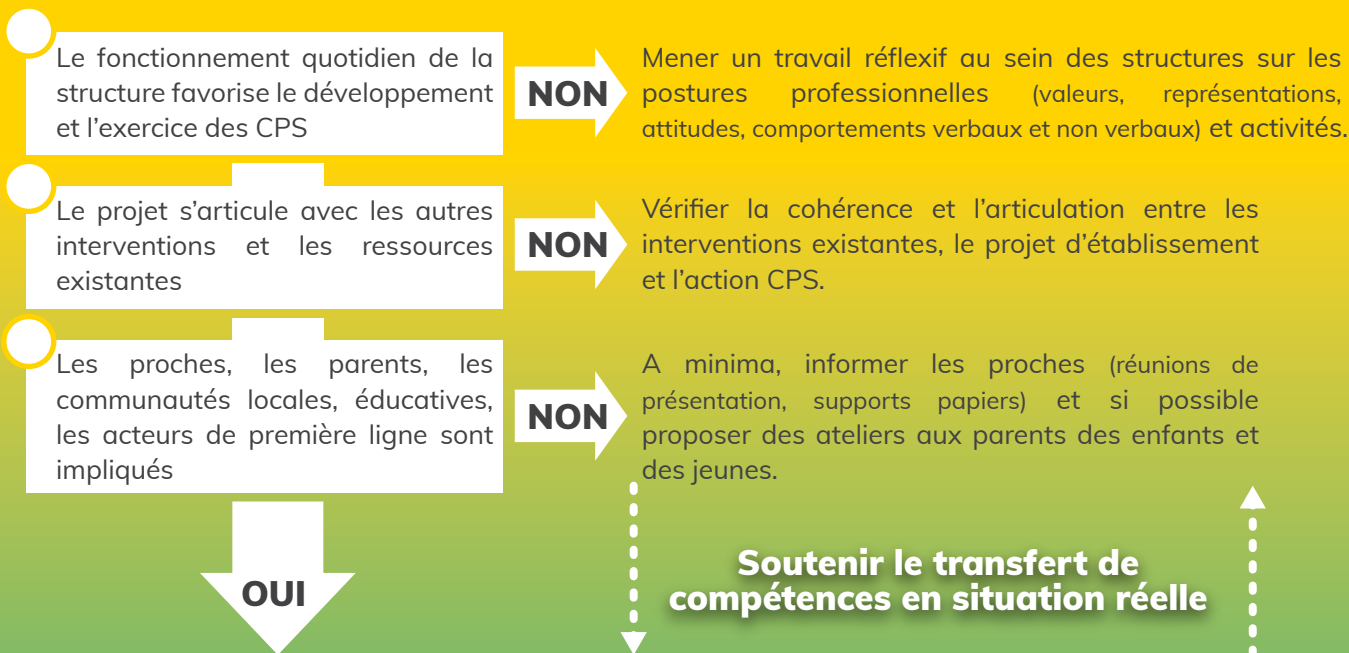 Le fonctionnement quotidien de la
structure favorise le développement
et l'exercice des CPS
NON
Mener un travail réflexif au sein des structures sur les
postures professionnelles (valeurs, représentations,
attitudes, comportements verbaux et non verbaux) et activités.
Le projet s'articule avec les autres
interventions et les ressources
existantes
NON
Vérifier la cohérence et l'articulation entre les
interventions existantes, le projet d'établissement
et l'action CPS.
Les proches, les parents, les
communautés locales, éducatives,
les acteurs de première ligne sont
impliqués
NON
A minima, informer les proches (réunions de
présentation, supports papiers) et si possible
proposer des ateliers aux parents des enfants et
des jeunes.
OUI
Soutenir le transfert de
compétences en situation réelle